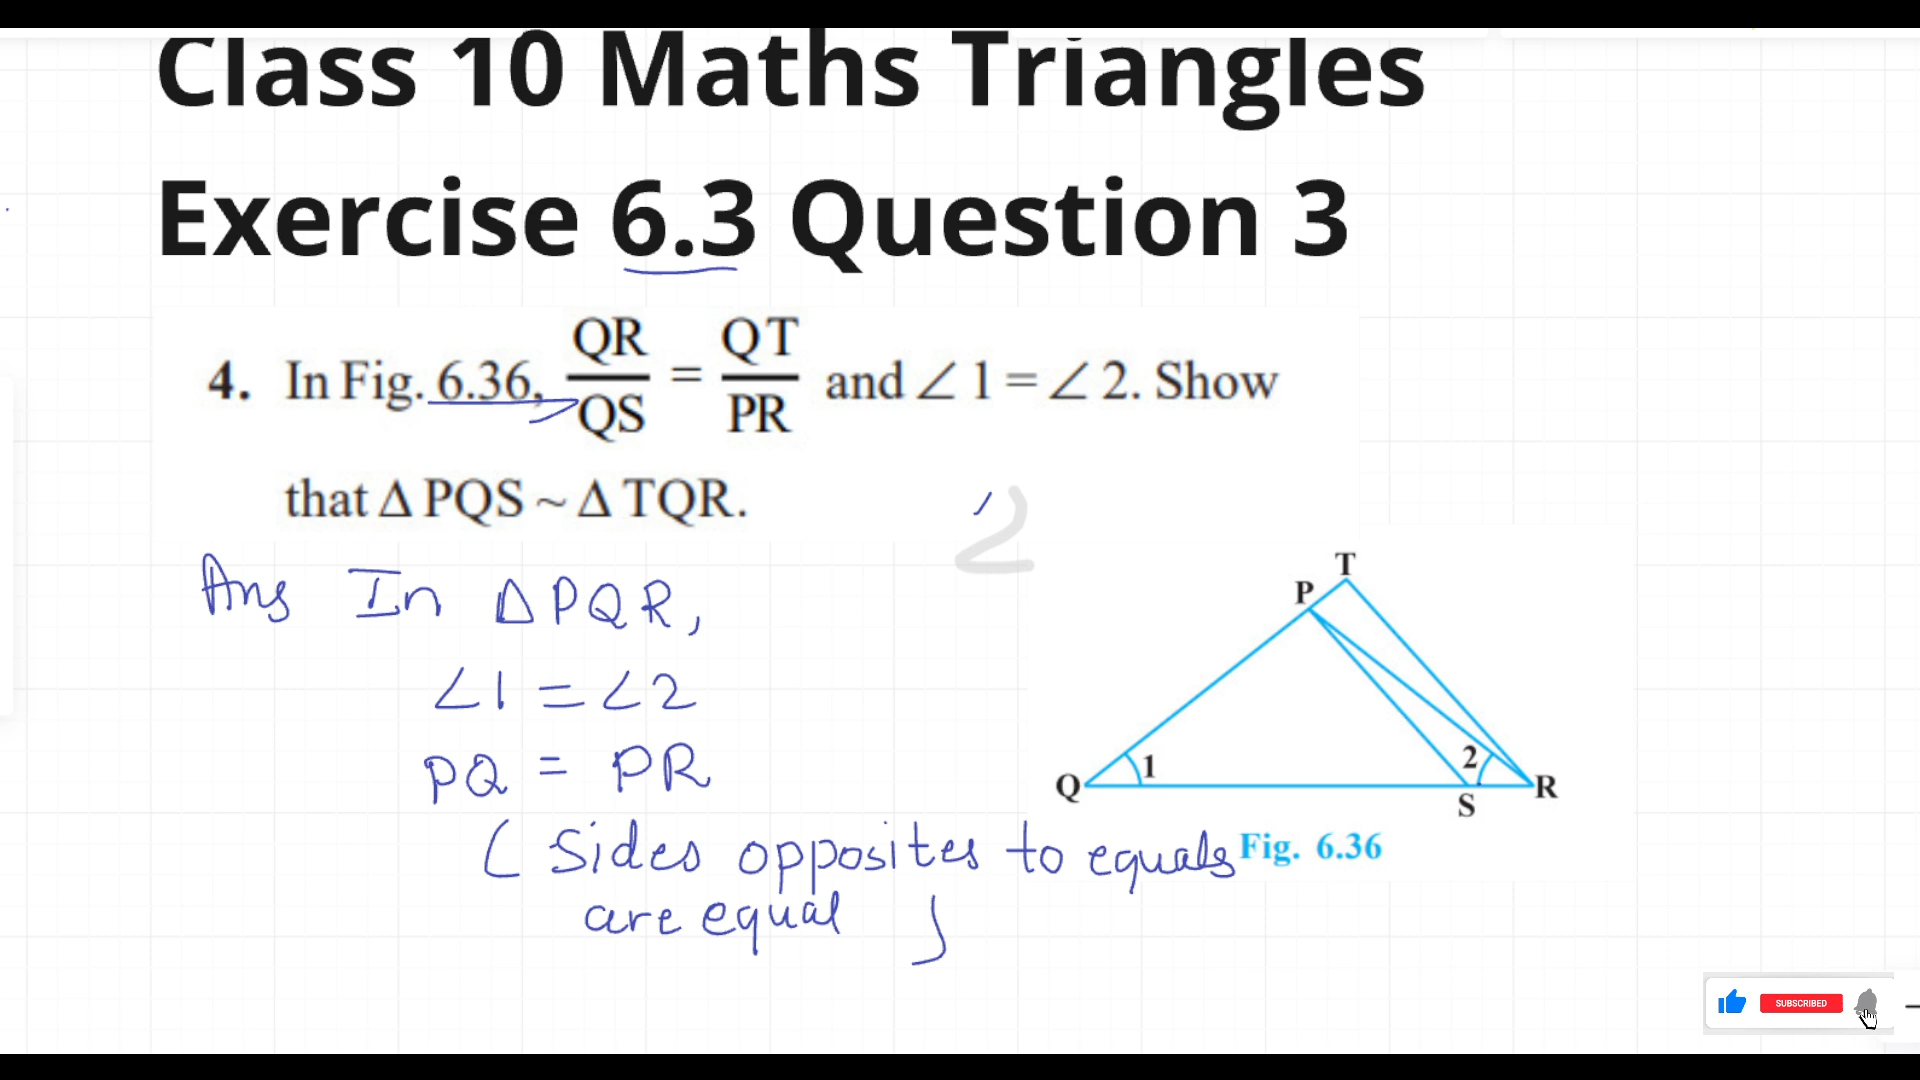 Class 10 Maths Triangles
Exercise 6.3 Question 3
4. In Fig. 6.36, QR/QS = QT/PR and ∠1 = ∠2. Show
that Δ PQS ~ Δ TQR.
2
Ans In ΔPQR,
∠1 = ∠2
PQ = PR
( Sides opposites to equals
are equal )
T
P
1
2
Q
R
S
Fig. 6.36
SUBSCRIBED